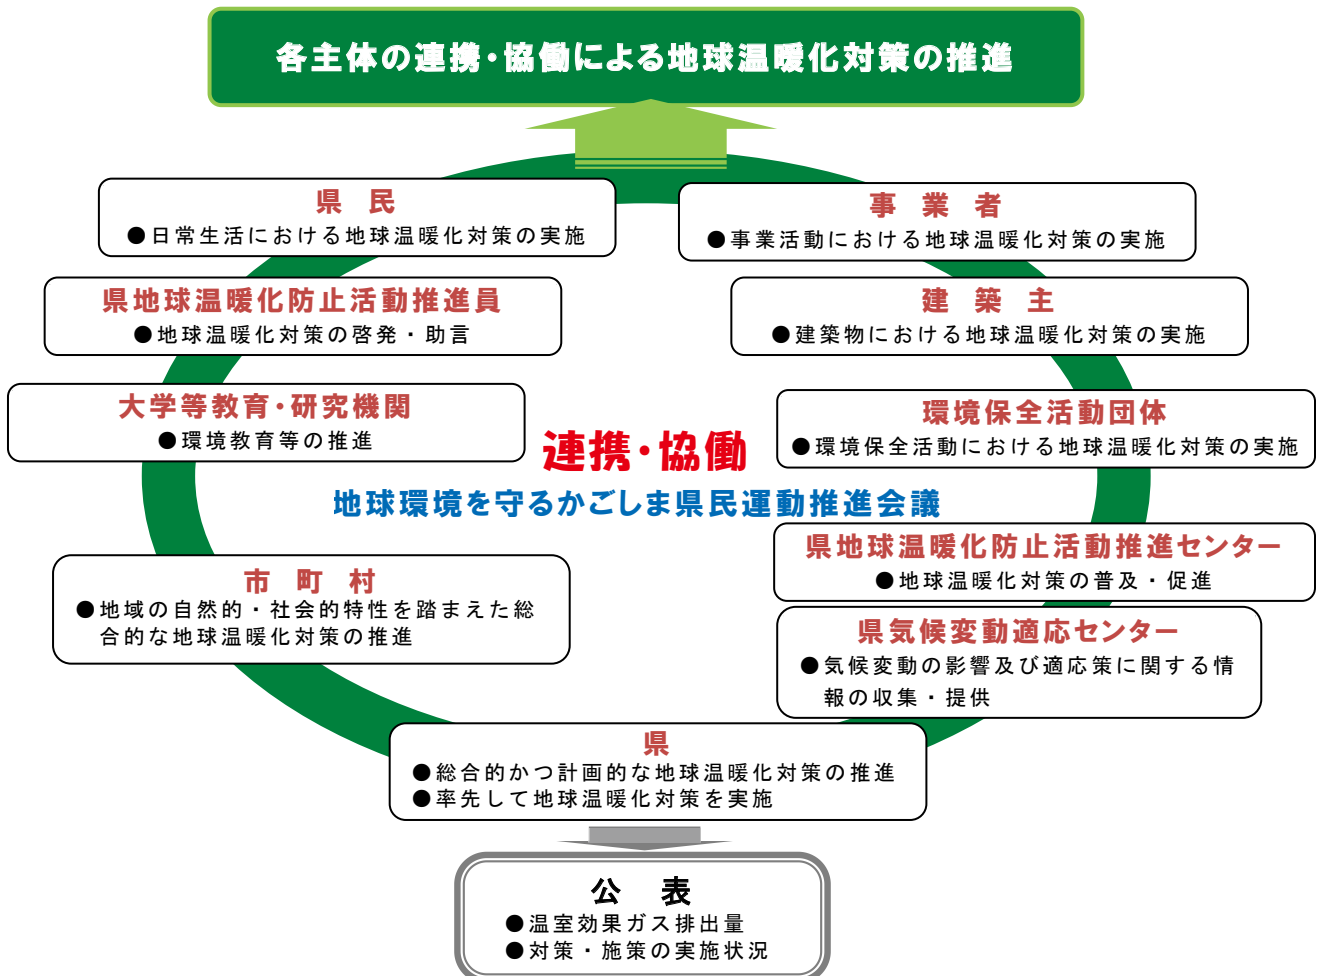 各主体の連携・協働による地球温暖化対策の推進
県 民
●日常生活における地球温暖化対策の実施
事 業 者
●事業活動における地球温暖化対策の実施
県地球温暖化防止活動推進員
●地球温暖化対策の啓発・助言
建 築 主
●建築物における地球温暖化対策の実施
大学等教育・研究機関
●環境教育等の推進
環境保全活動団体
●環境保全活動における地球温暖化対策の実施
連携・協働
地球環境を守るかごしま県民運動推進会議
県地球温暖化防止活動推進センター
●地球温暖化対策の普及・促進
市 町 村
●地域の自然的・社会的特性を踏まえた総
合的な地球温暖化対策の推進
県気候変動適応センター
●気候変動の影響及び適応策に関する情
報の収集・提供
県
●総合的かつ計画的な地球温暖化対策の推進
●率先して地球温暖化対策を実施
公 表
●温室効果ガス排出量
●対策・施策の実施状況